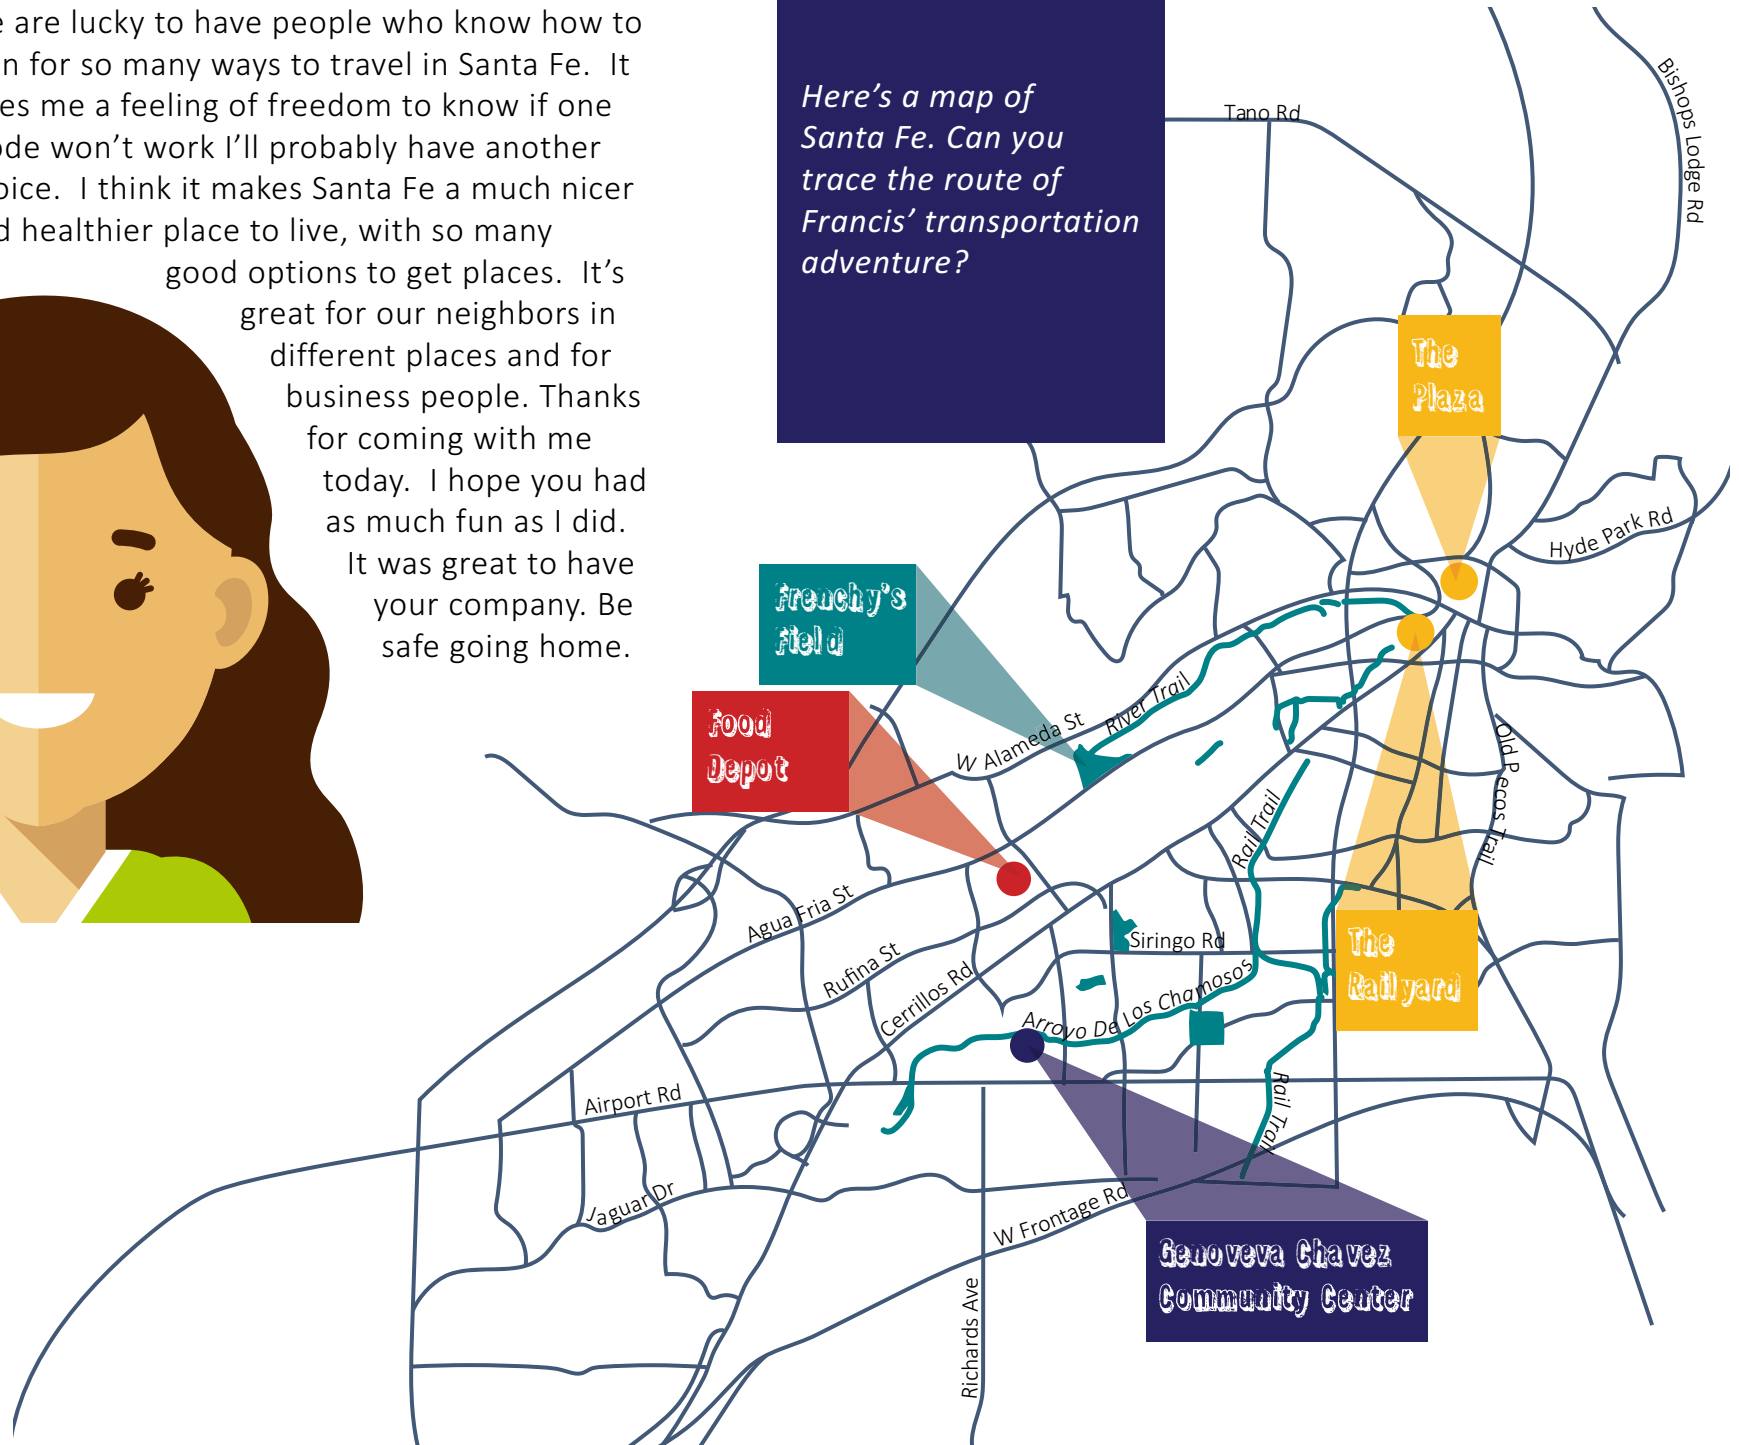 e are lucky to have people who know how to
n for so many ways to travel in Santa Fe. It
es me a feeling of freedom to know if one
de won't work I'll probably have another
oice. I think it makes Santa Fe a much nicer
d healthier place to live, with so many
good options to get places. It's
great for our neighbors in
different places and for
business people. Thanks
for coming with me
today. I hope you had
as much fun as I did.
It was great to have
your company. Be
safe going home.
Here's a map of
Santa Fe. Can you
trace the route of
Francis' transportation
adventure?
Tano Rd
Bishops Lodge Rd
The
Plaza
Hyde Park Rd
Frenchy's
Field
Food
Depot
W Alameda St
River Trail
Old Pecos Trail
Rail Trail
Agua Fria St
Siringo Rd
Rufina St
Cerrillos Rd
Arroyo De Los Chamosos
The
Railyard
Airport Rd
Rail Trail
Jaguar Dr
W Frontage Rd
Genoveva Chavez
Community Center
Richards Ave